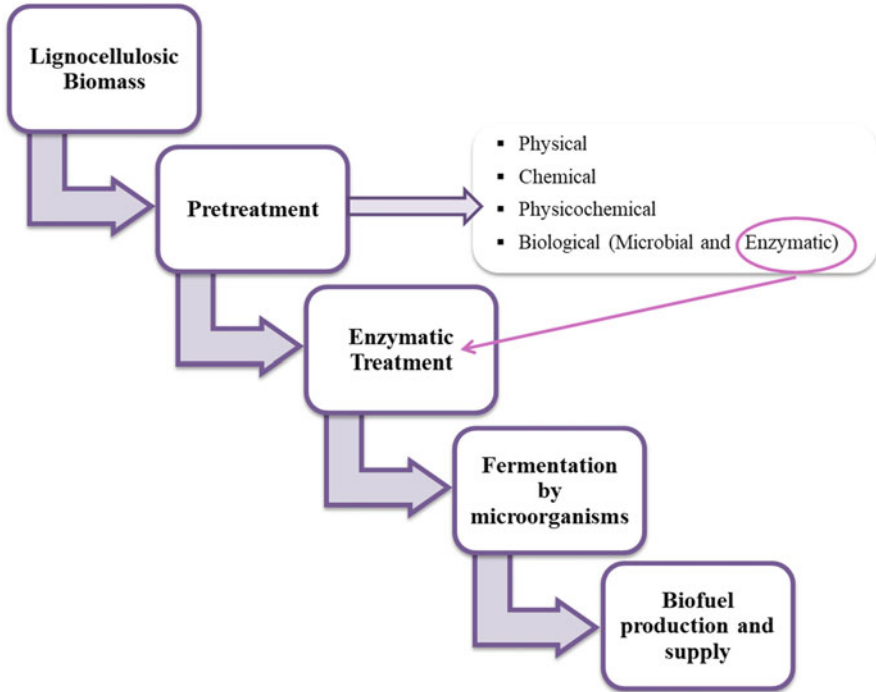 Lignocellulosic
Biomass
Pretreatment
▪ Physical
▪ Chemical
▪ Physicochemical
▪ Biological (Microbial and Enzymatic)
Enzymatic
Treatment
Fermentation
by
microorganisms
Biofuel
production and
supply